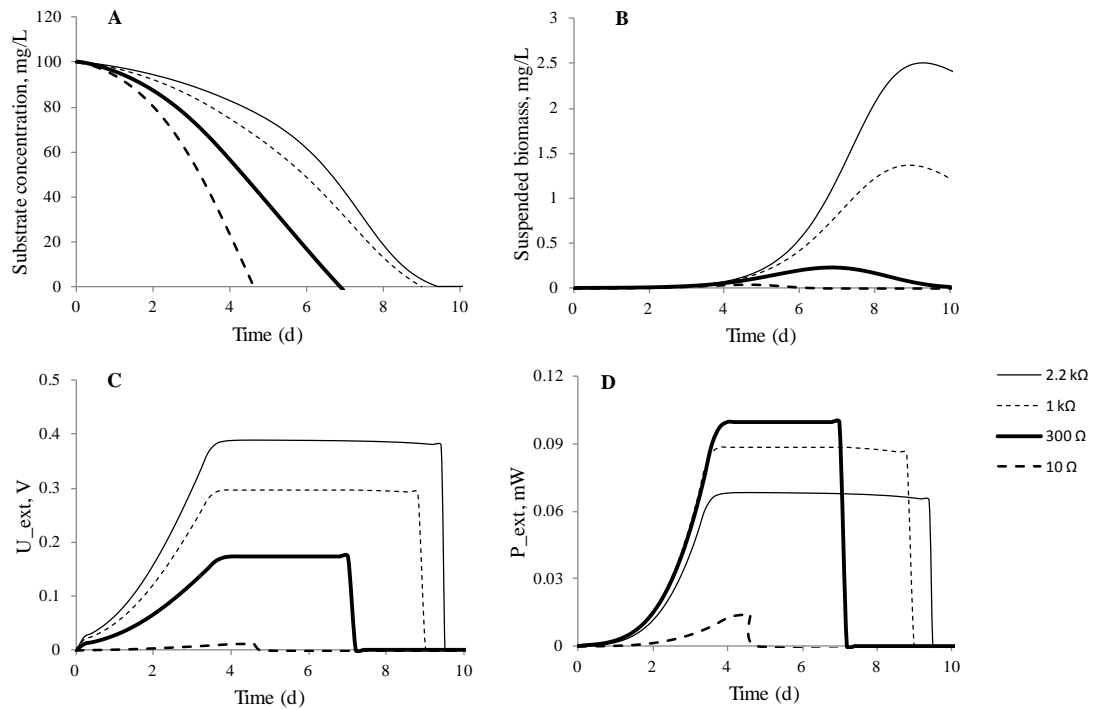 A
Substrate concentration, mg/L
120
100
80
60
40
20
0
0 2 4 6 8 10
Time (d)
B
Suspended biomass, mg/L
3
2.5
2
1.5
1
0.5
0
0 2 4 6 8 10
Time (d)
C
U_ext, V
0.5
0.4
0.3
0.2
0.1
0
0 2 4 6 8 10
Time (d)
D
P_ext, mW
0.12
0.09
0.06
0.03
0
0 2 4 6 8 10
Time (d)
2.2 kΩ
1 kΩ
300 Ω
10 Ω